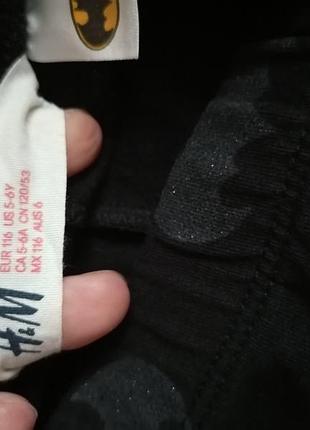 EUR 116 US 5-6Y
CA 5-6A CN 120/53
MX 116 AUS 6
H&M